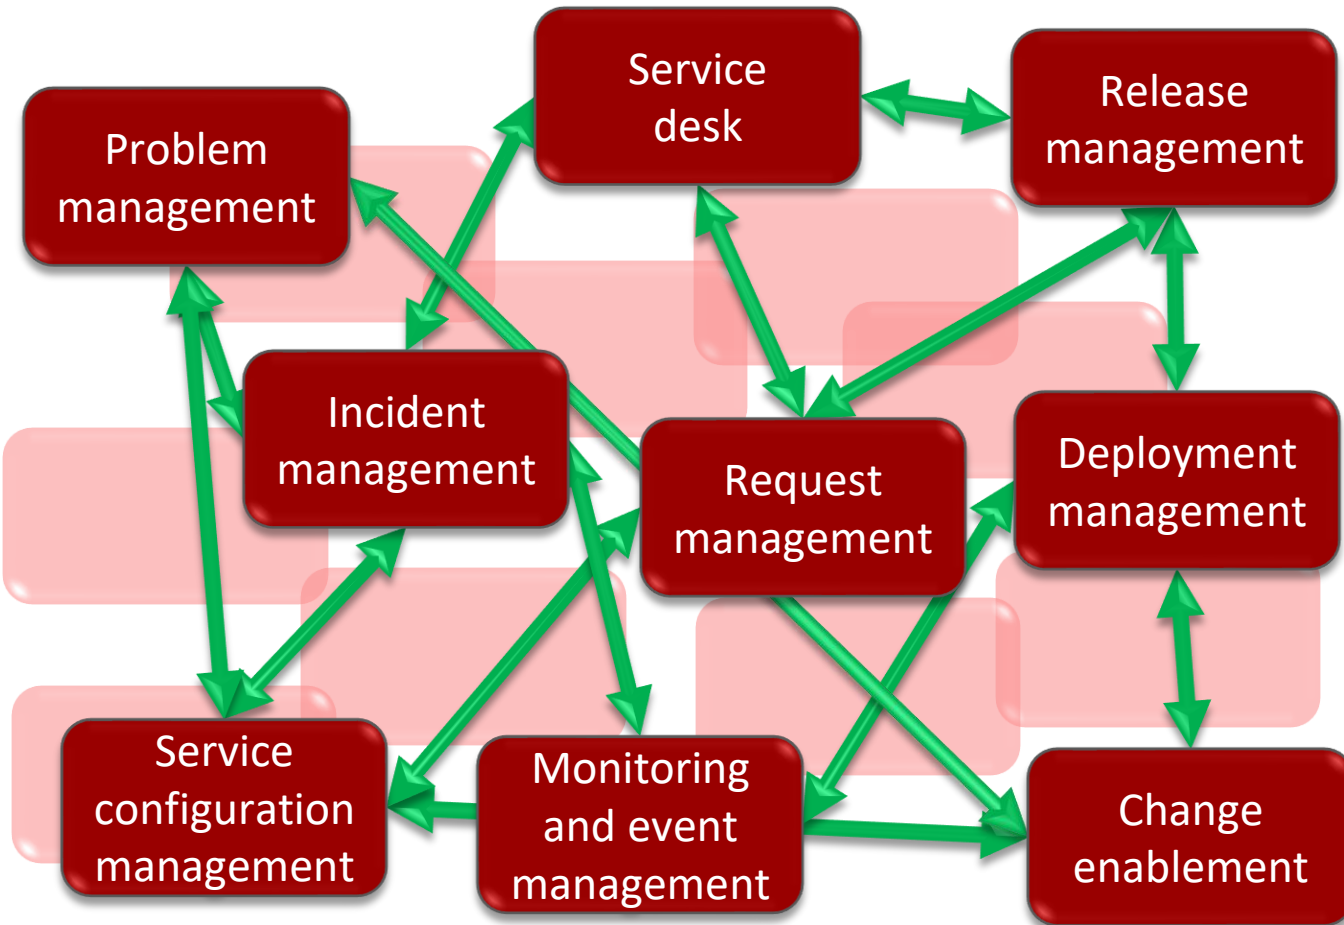 Service
desk
Release
management
Problem
management
Incident
management
Request
management
Deployment
management
Service
configuration
management
Monitoring
and event
management
Change
enablement